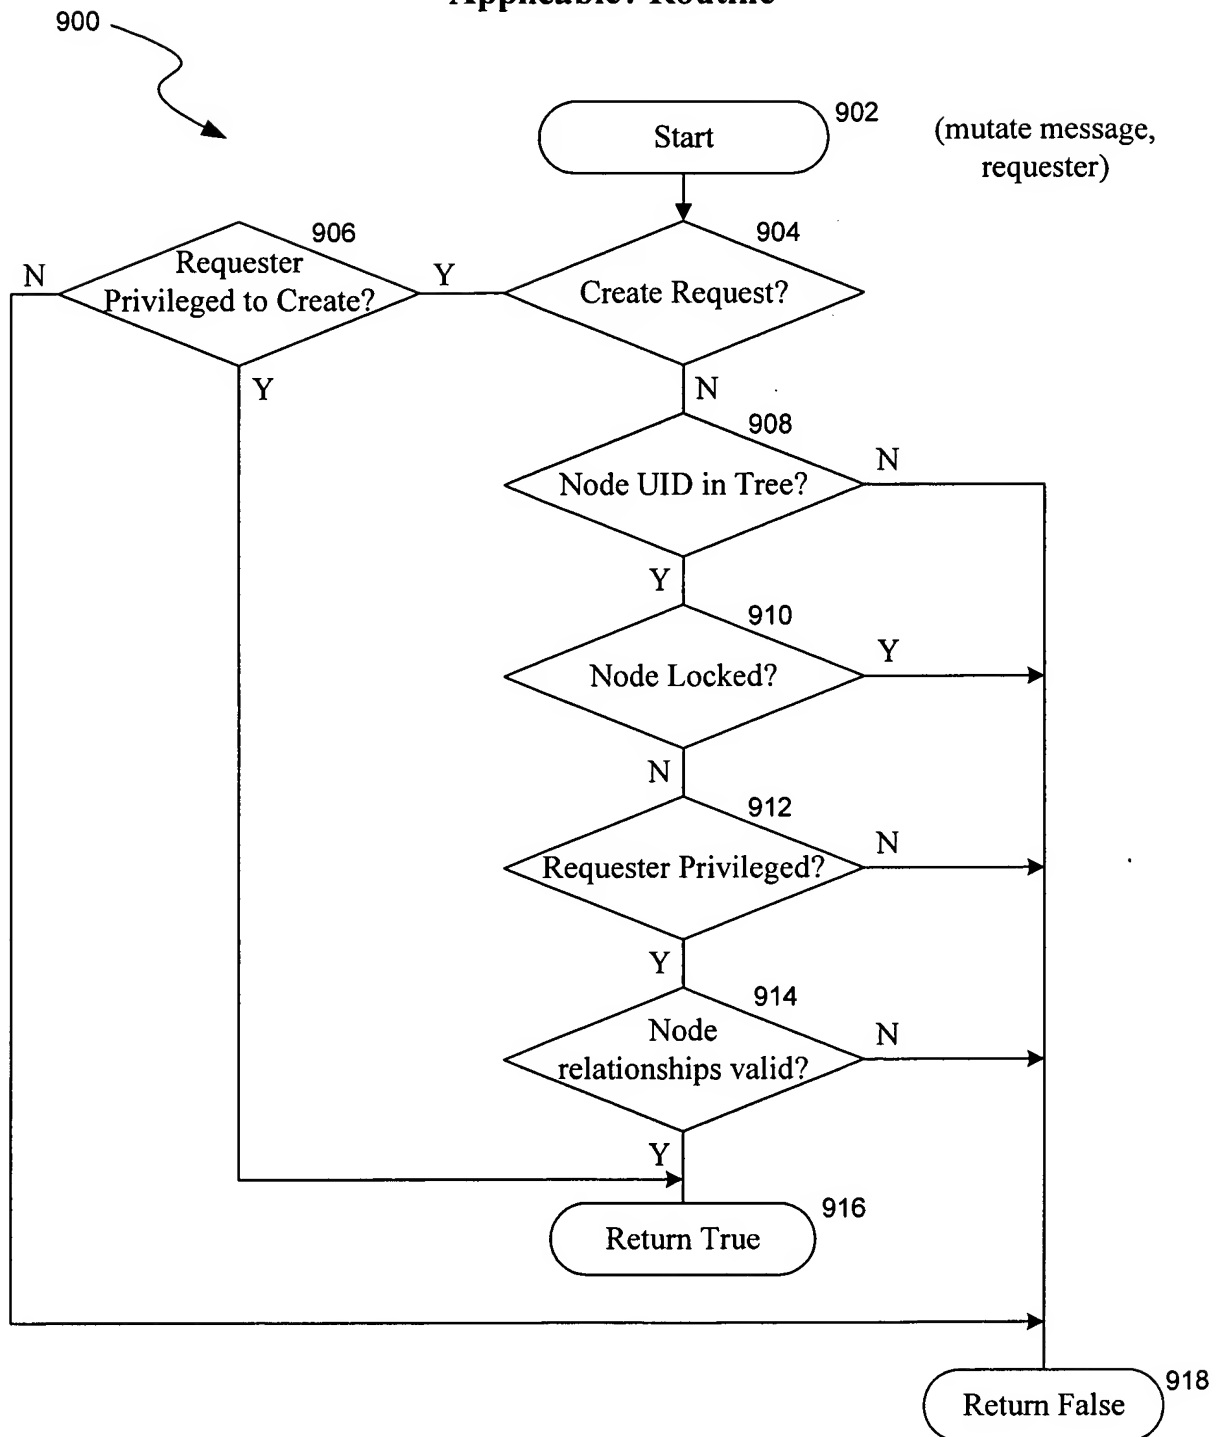 Applicable? Routine
900
902
Start
(mutate message,
requester)
906
904
N
Requester
Privileged to Create?
Y
Create Request?
Y
N
908
N
Node UID in Tree?
Y
910
Y
Node Locked?
N
912
N
Requester Privileged?
Y
914
N
Node
relationships valid?
Y
916
Return True
918
Return False